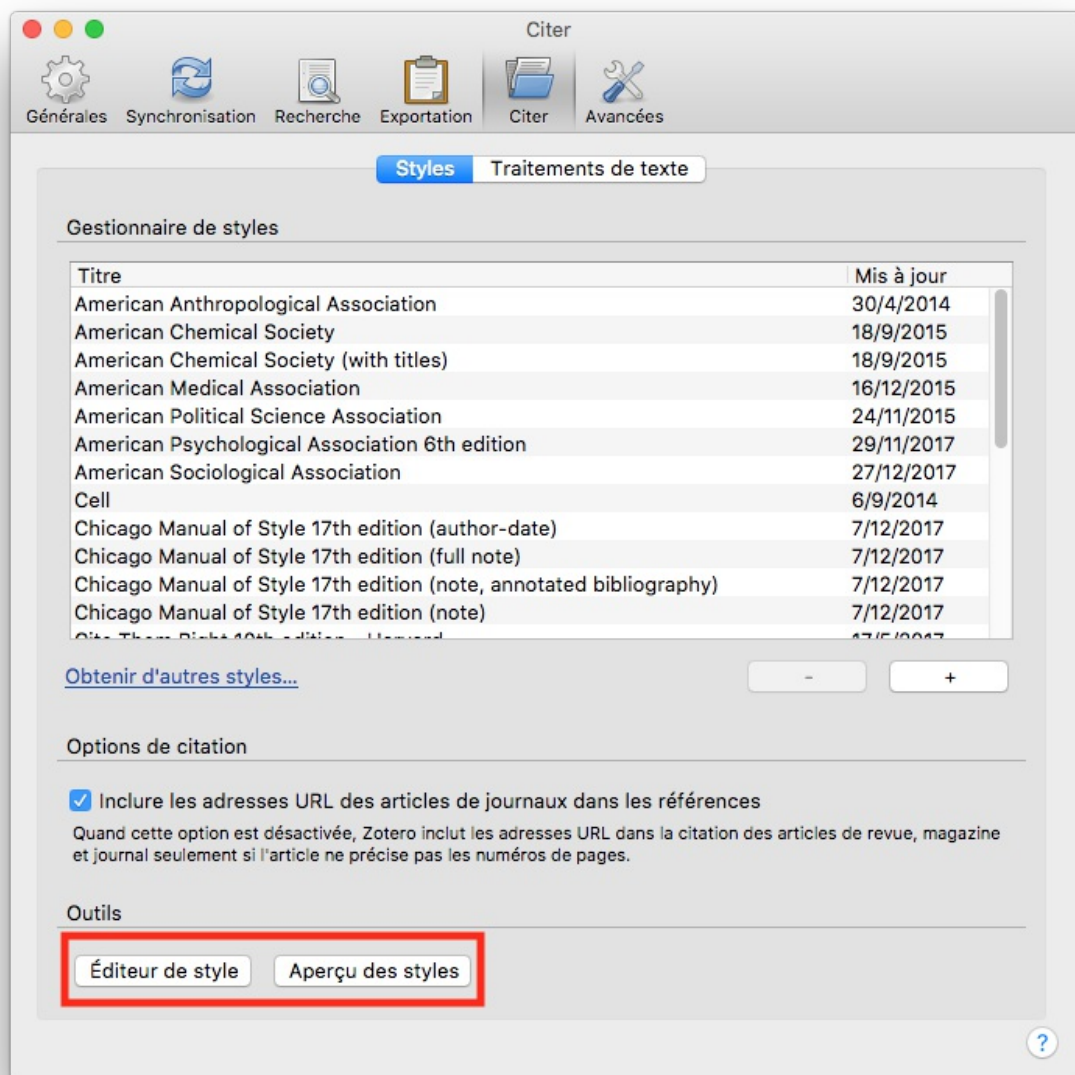 Citer
Générales Synchronisation Recherche Exportation Citer Avancées
Styles Traitements de texte
Gestionnaire de styles
Titre Mis à jour
American Anthropological Association 30/4/2014
American Chemical Society 18/9/2015
American Chemical Society (with titles) 18/9/2015
American Medical Association 16/12/2015
American Political Science Association 24/11/2015
American Psychological Association 6th edition 29/11/2017
American Sociological Association 27/12/2017
Cell 6/9/2014
Chicago Manual of Style 17th edition (author-date) 7/12/2017
Chicago Manual of Style 17th edition (full note) 7/12/2017
Chicago Manual of Style 17th edition (note, annotated bibliography) 7/12/2017
Chicago Manual of Style 17th edition (note) 7/12/2017
Obtenir d'autres styles...
- +
Options de citation
Inclure les adresses URL des articles de journaux dans les références
Quand cette option est désactivée, Zotero inclut les adresses URL dans la citation des articles de revue, magazine
et journal seulement si l'article ne précise pas les numéros de pages.
Outils
Éditeur de style Aperçu des styles
?